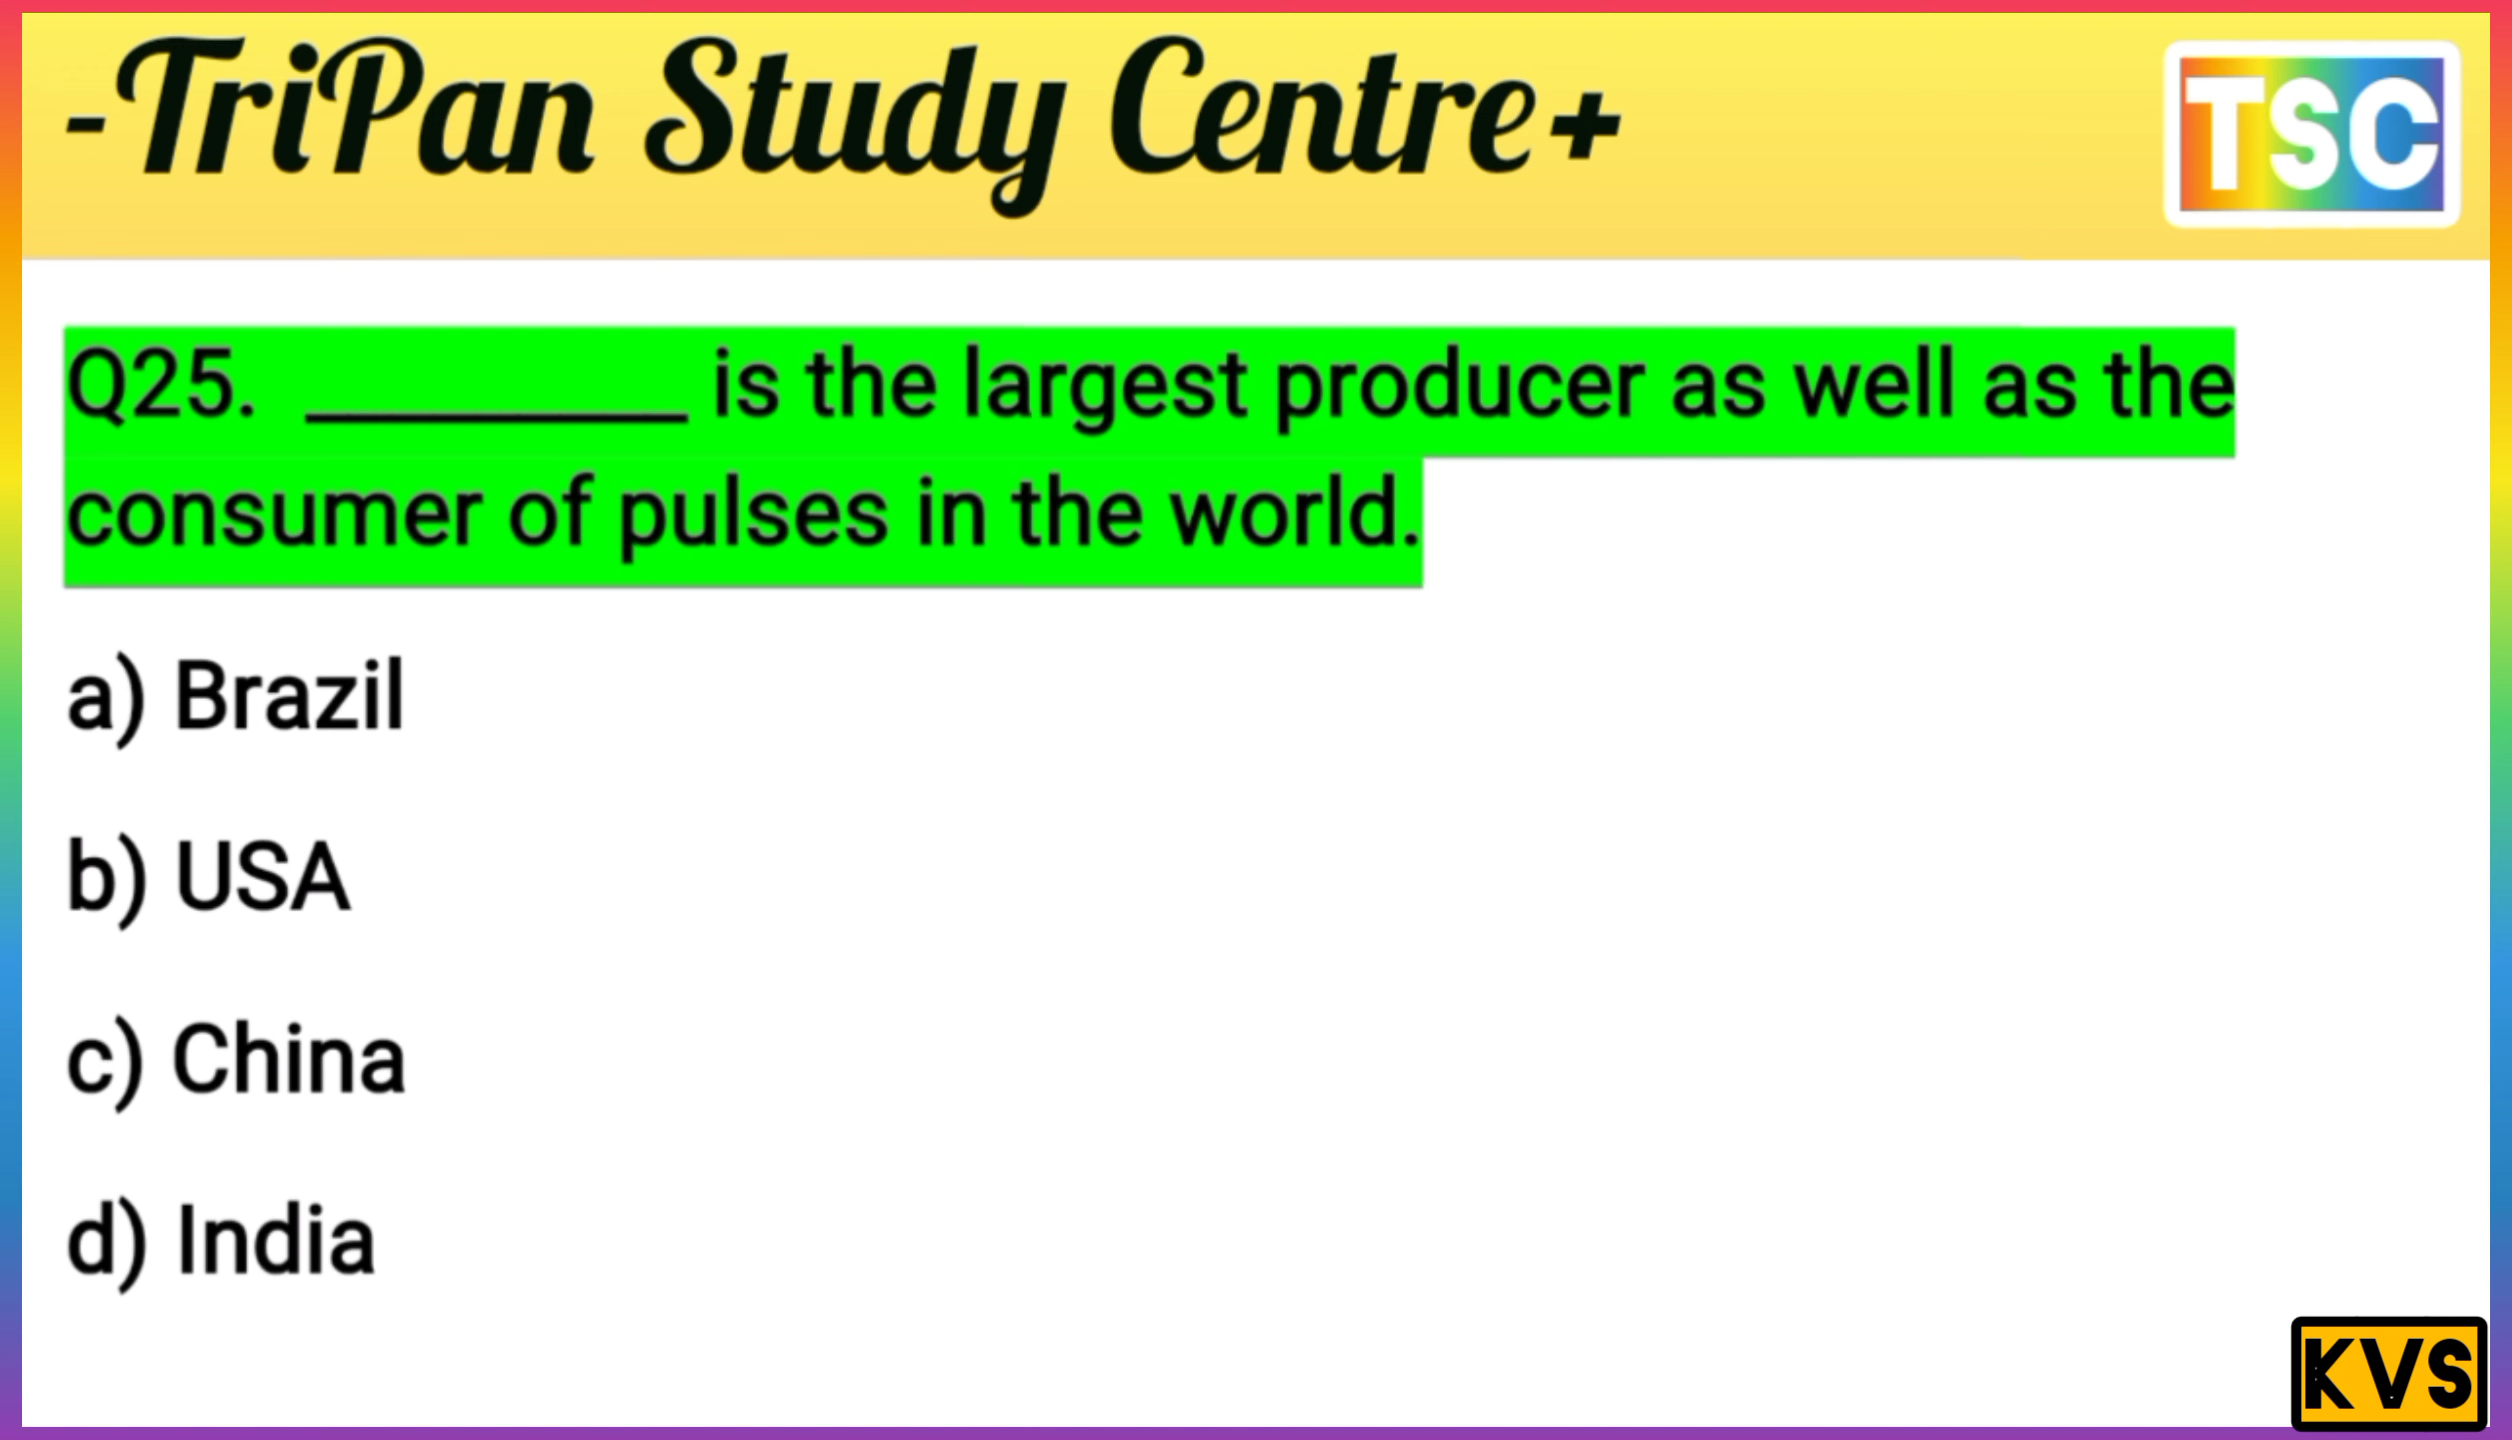 -TriPan Study Centre+
TSC
Q25. __________ is the largest producer as well as the
consumer of pulses in the world.
a) Brazil
b) USA
c) China
d) India
KVS